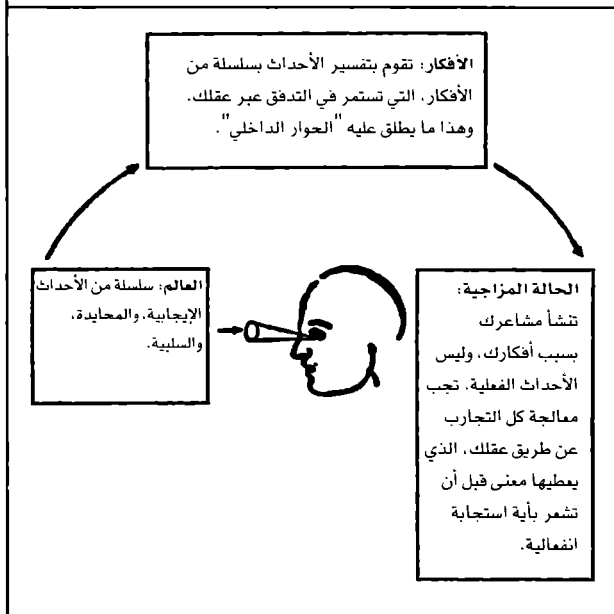 الأفكار: تقوم بتفسير الأحداث بسلسلة من
الأفكار، التي تستمر في التدفق عبر عقلك.
وهذا ما يطلق عليه "الحوار الداخلي".
العالم: سلسلة من الأحداث
الإيجابية، والمحايدة،
والسلبية.
الحالة المزاجية:
تنشأ مشاعرك
بسبب أفكارك، وليس
الأحداث الفعلية. تجب
معالجة كل التجارب
عن طريق عقلك، الذي
يعطيها معنى قبل أن
تشعر بأية استجابة
انفعالية.